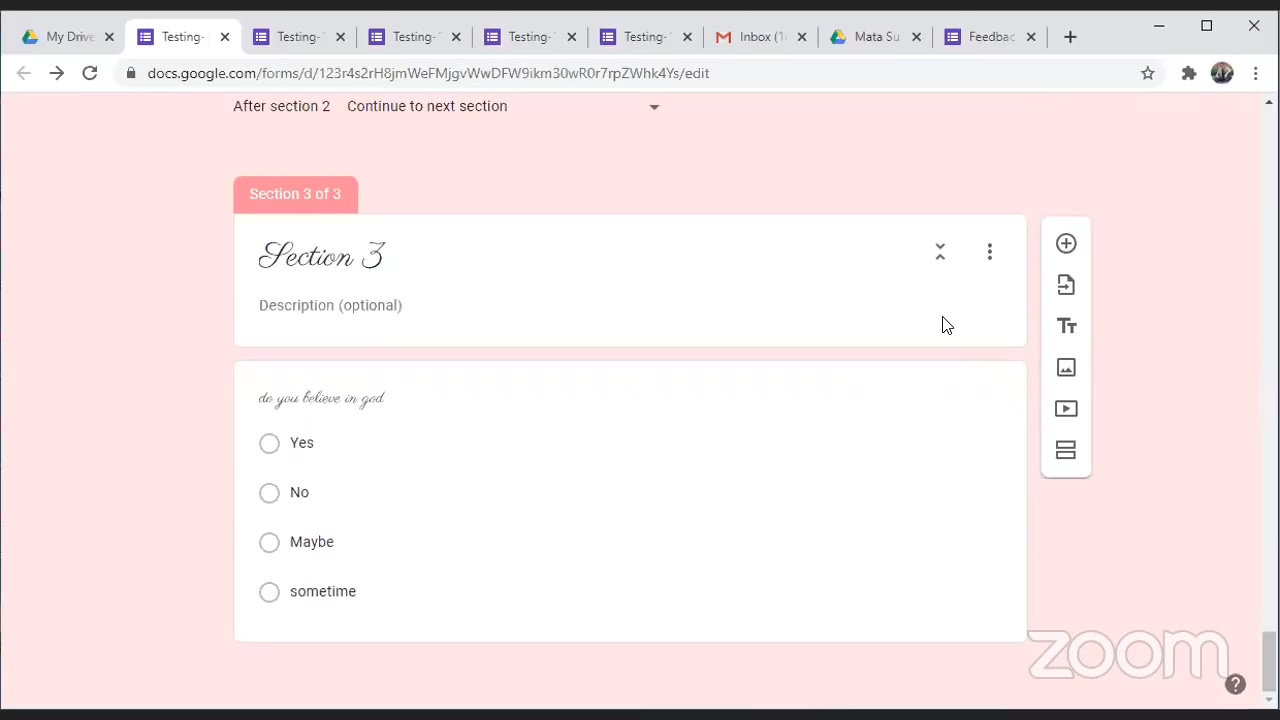 My Drive
Testing-
Testing-
Testing-
Testing-
Testing-
Inbox (1
Mata Su
Feedbac
docs.google.com/forms/d/123r4s2rH8jmWeFMJgvWwDFW9ikm30wR0r7rpZWhk4Ys/edit
After section 2 Continue to next section
Section 3 of 3
Section 3
Description (optional)
do you believe in god
Yes
No
Maybe
sometime
zoom